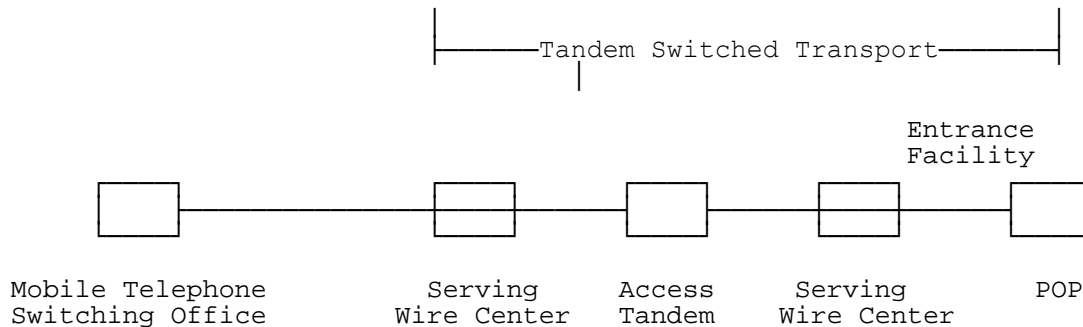 Tandem Switched Transport
Entrance
Facility
Mobile Telephone Serving Access Serving POP
Switching Office Wire Center Tandem Wire Center